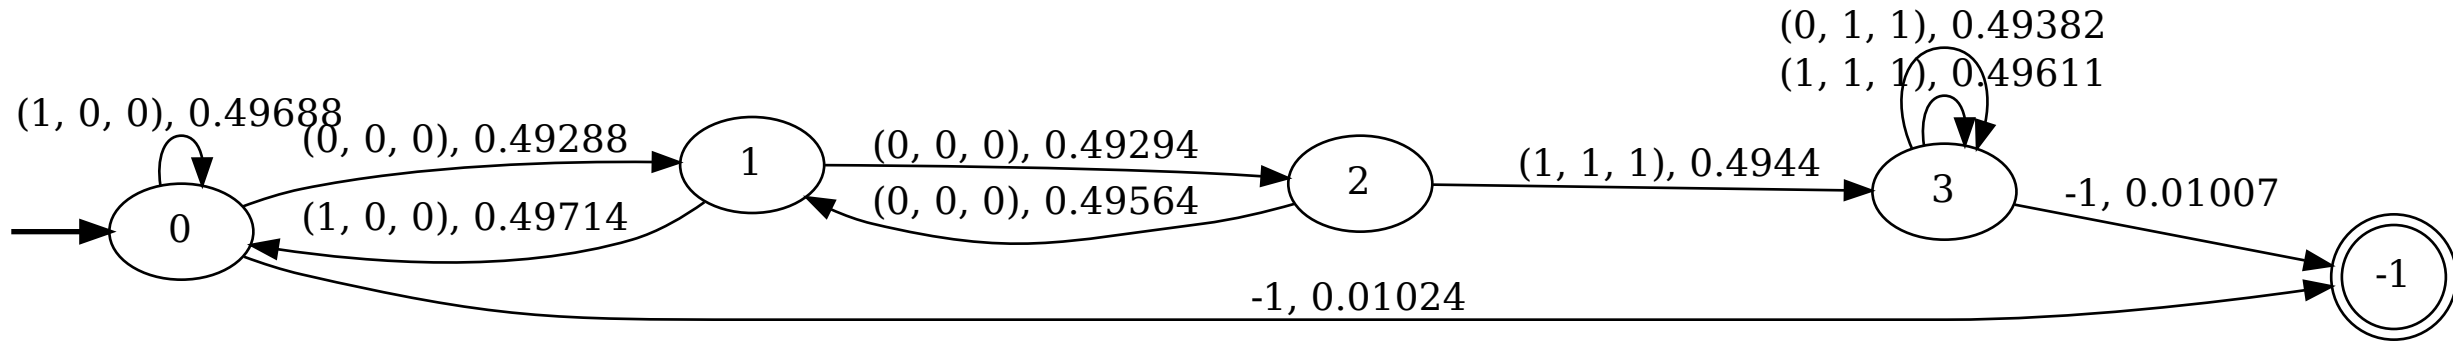 (0, 1, 1), 0.49382
(1, 1, 1), 0.49611
(1, 0, 0), 0.49688
(0, 0, 0), 0.49288
(0, 0, 0), 0.49294
(1, 1, 1), 0.4944
(1, 0, 0), 0.49714
(0, 0, 0), 0.49564
-1, 0.01007
-1, 0.01024
0
1
2
3
-1